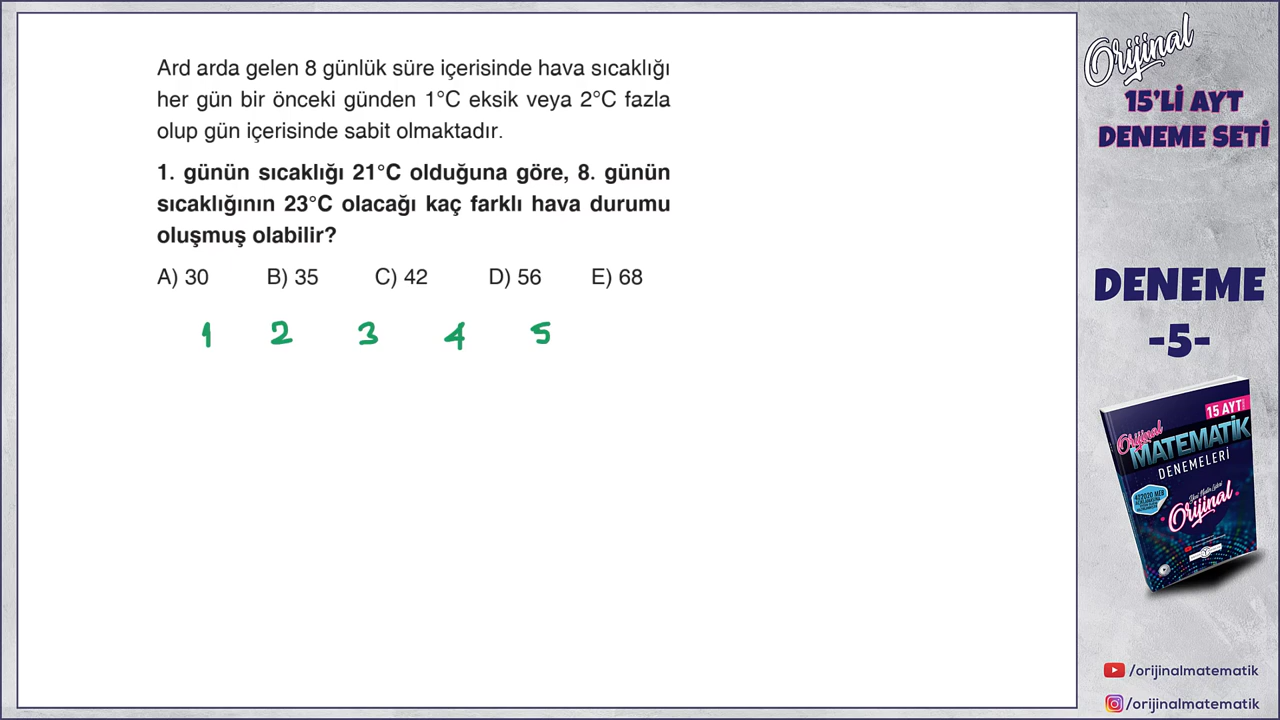 Ard arda gelen 8 günlük süre içerisinde hava sıcaklığı
her gün bir önceki günden 1°C eksik veya 2°C fazla
olup gün içerisinde sabit olmaktadır.
1. günün sıcaklığı 21°C olduğuna göre, 8. günün
sıcaklığının 23°C olacağı kaç farklı hava durumu
oluşmuş olabilir?
A) 30 B) 35 C) 42 D) 56 E) 68
1 2 3 4 5
Orijinal
15'Lİ AYT
DENEME SETİ
DENEME
-5-
15 AYT
Orijinal
MATEMATİK
DENEMELERİ
Orijinal
/orijinalmatematik
/orijinalmatematik